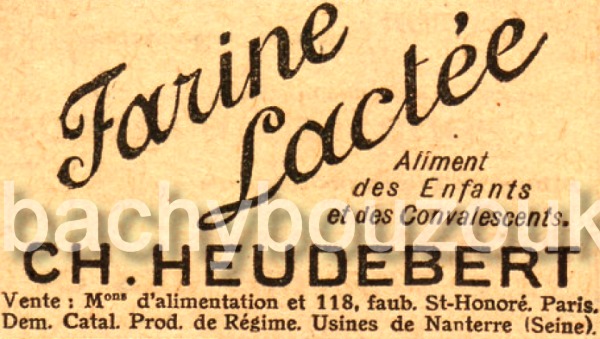 Farine
Lactée
Aliment
des Enfants
et des Convalescents.
bachybouzouk
CH. HEUDEBERT
Vente : Mons d'alimentation et 118, faub. St-Honoré. Paris.
Dem. Catal. Prod. de Régime. Usines de Nanterre (Seine).